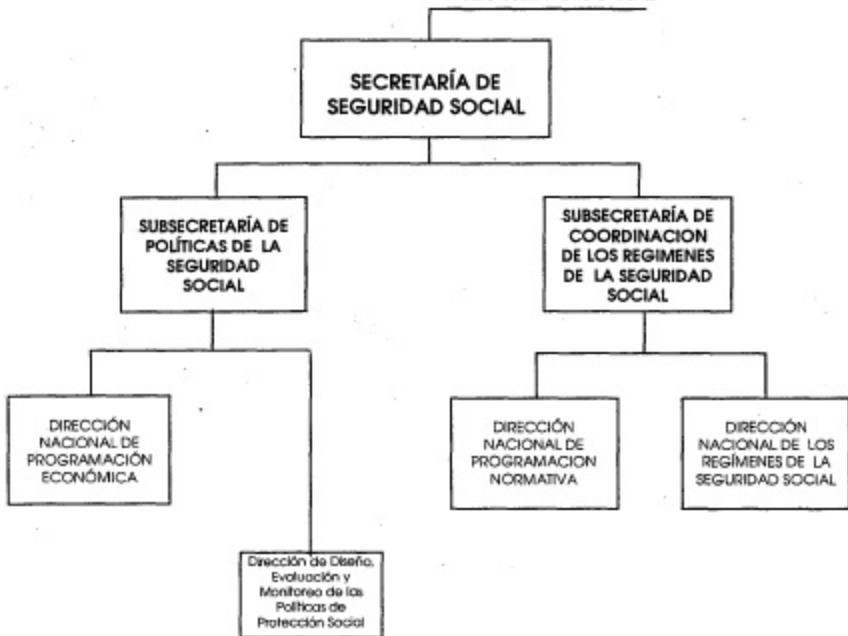 SECRETARÍA DE
SEGURIDAD SOCIAL
SUBSECRETARÍA DE
POLÍTICAS DE LA
SEGURIDAD
SOCIAL
SUBSECRETARÍA DE
COORDINACION
DE LOS REGIMENES
DE LA SEGURIDAD
SOCIAL
DIRECCIÓN
NACIONAL DE
PROGRAMACIÓN
ECONÓMICA
DIRECCIÓN
NACIONAL DE
PROGRAMACION
NORMATIVA
DIRECCIÓN
NACIONAL DE LOS
REGÍMENES DE LA
SEGURIDAD SOCIAL
Dirección de Diseño,
Evaluación y
Monitoreo de las
Políticas de
Protección Social